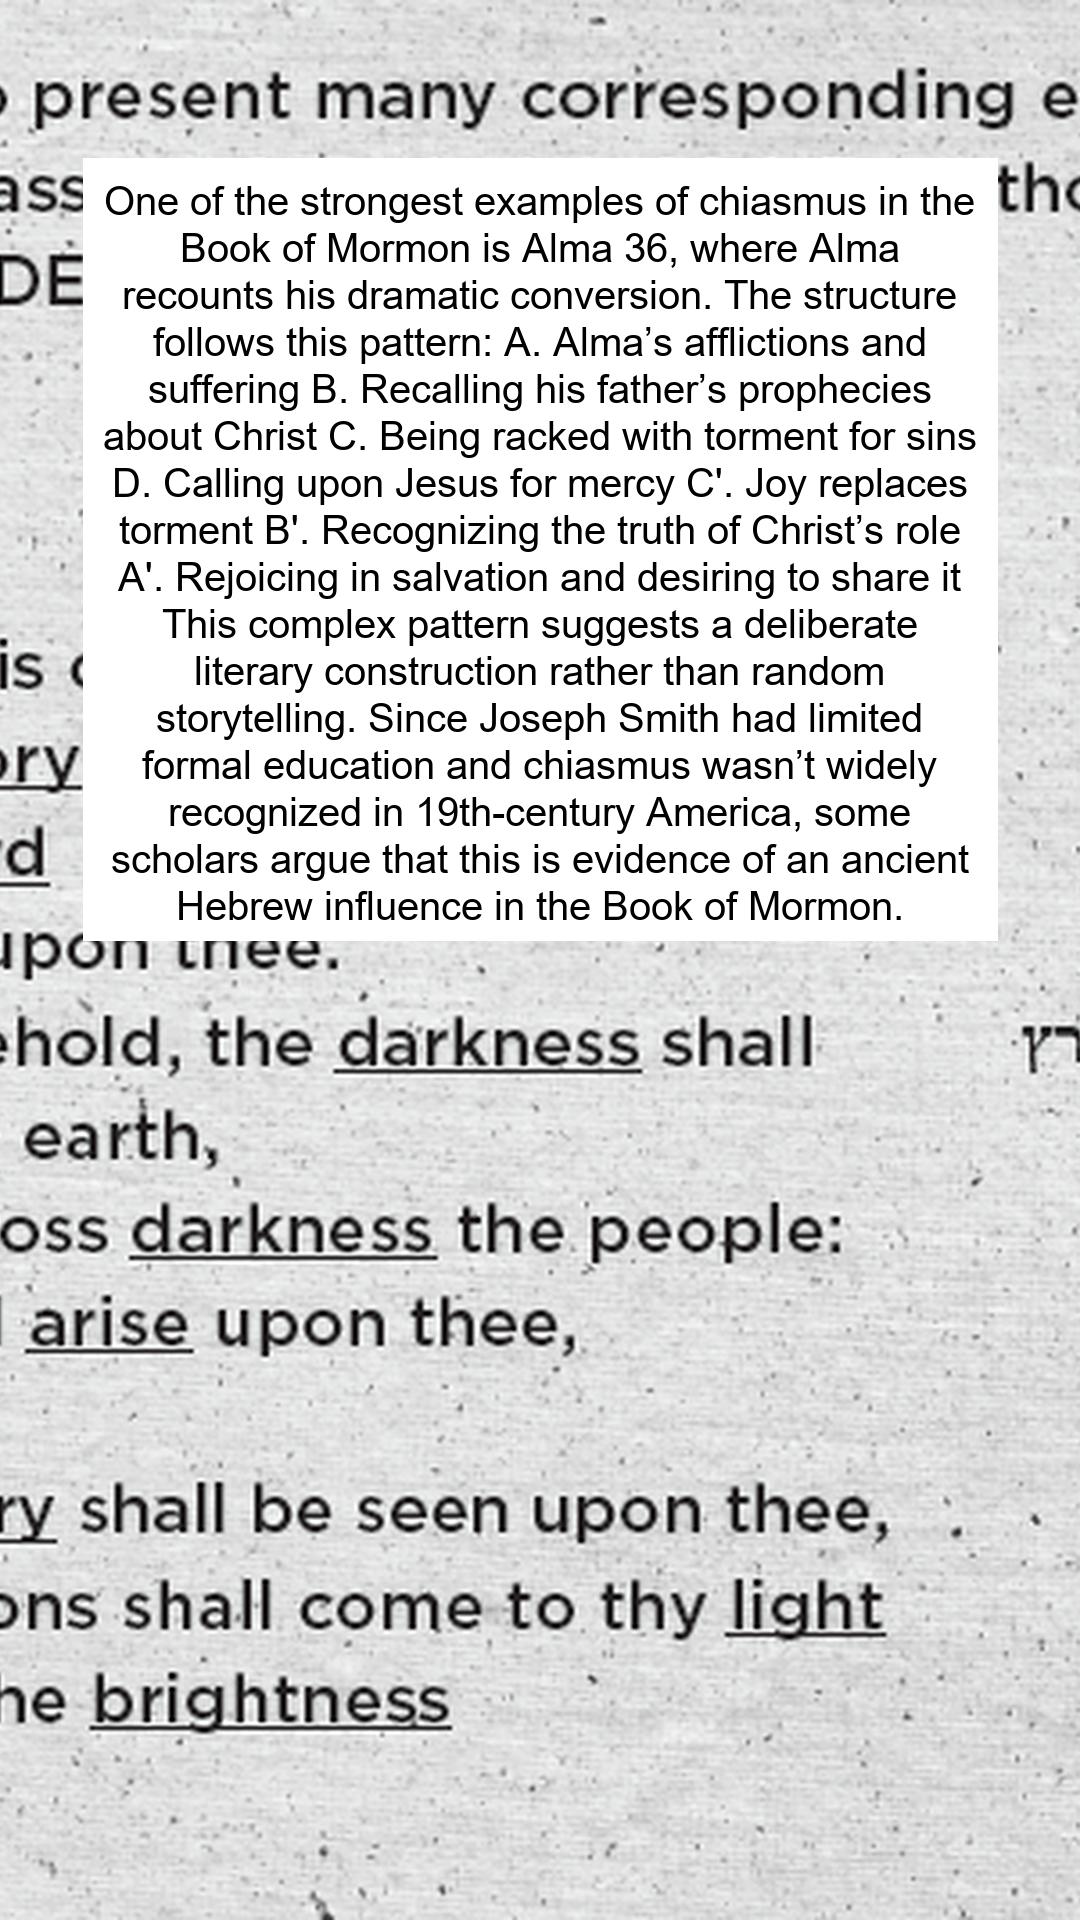 present many corresponding
One of the strongest examples of chiasmus in the
Book of Mormon is Alma 36, where Alma
recounts his dramatic conversion. The structure
follows this pattern: A. Alma’s afflictions and
suffering B. Recalling his father’s prophecies
about Christ C. Being racked with torment for sins
D. Calling upon Jesus for mercy C'. Joy replaces
torment B'. Recognizing the truth of Christ’s role
A'. Rejoicing in salvation and desiring to share it
This complex pattern suggests a deliberate
literary construction rather than random
storytelling. Since Joseph Smith had limited
formal education and chiasmus wasn’t widely
recognized in 19th-century America, some
scholars argue that this is evidence of an ancient
Hebrew influence in the Book of Mormon.
upon thee.
ehold, the darkness shall
earth,
oss darkness the people:
arise upon thee,
ry shall be seen upon thee,
ons shall come to thy light
he brightness